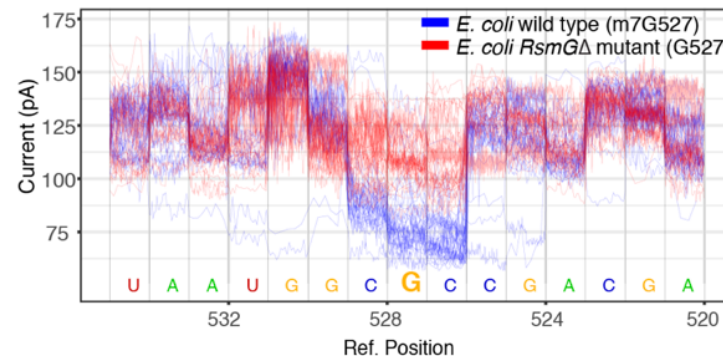 E. coli wild type (m7G527)
E. coli RsmGΔ mutant (G527
Current (pA)
175
150
125
100
75
U A A U G G C G C C G A C G A
532 528 524 520
Ref. Position